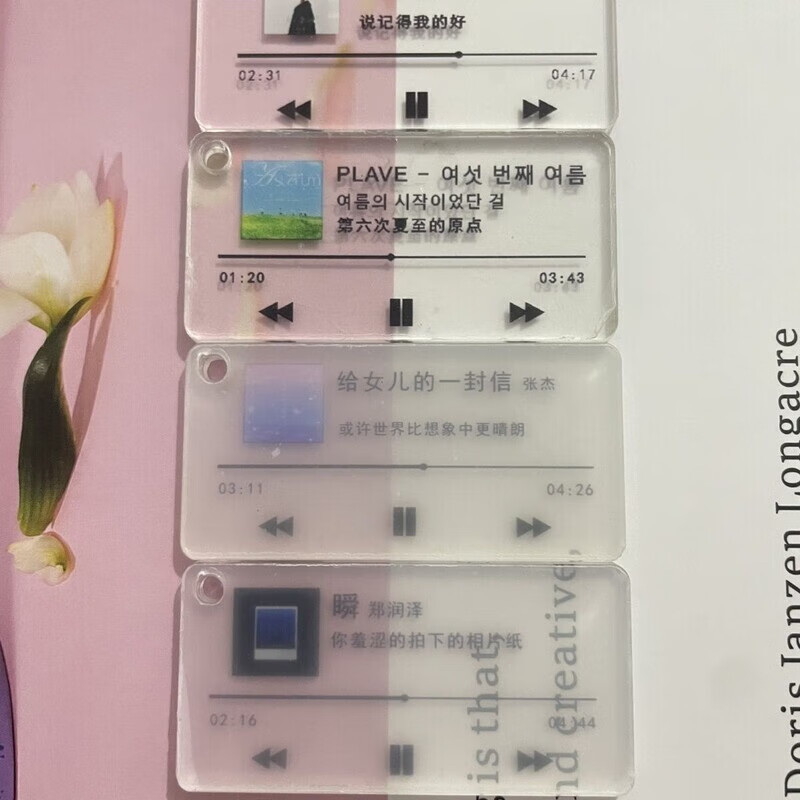 说记得我的好
02:31 04:17
Asterum
PLAVE - 여섯 번째 여름
여름의 시작이었단 걸
第六次夏至的原点
01:20 03:43
给女儿的一封信 张杰
或许世界比想象中更晴朗
03:11 04:26
瞬 郑润泽
你羞涩的拍下的相片纸
02:16 04:44
is that
nd creative,
Doris Janzen Longacre